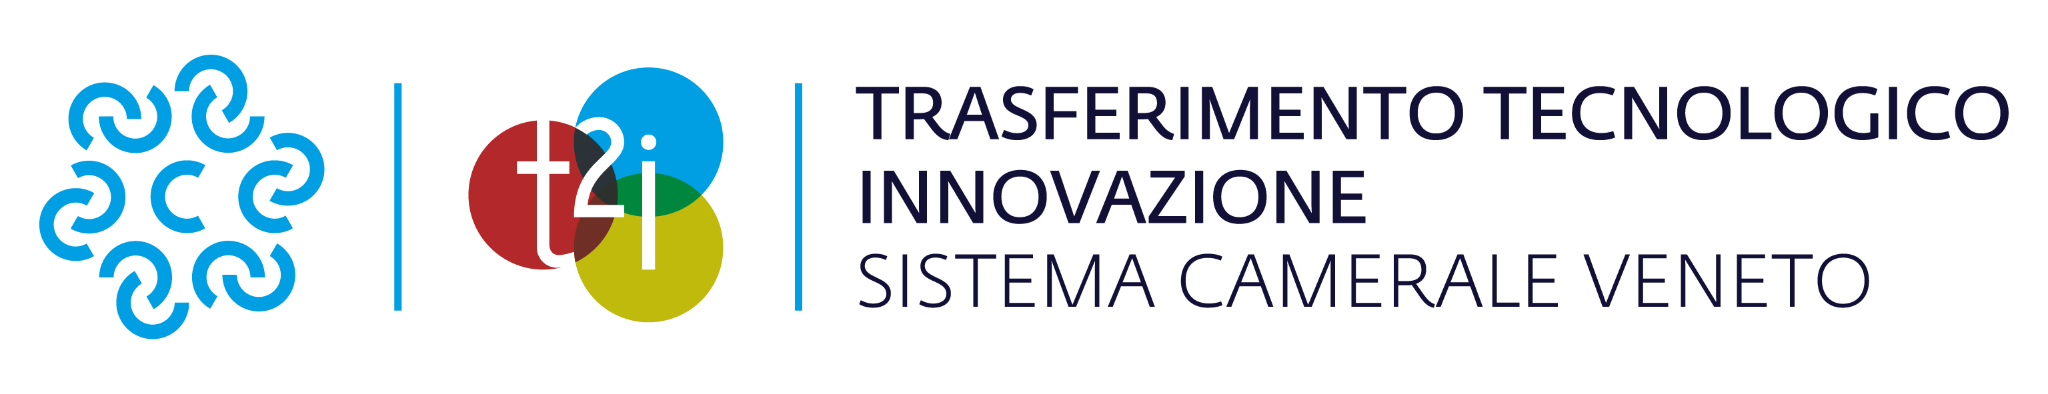 t2i
TRASFERIMENTO TECNOLOGICO
INNOVAZIONE
SISTEMA CAMERALE VENETO